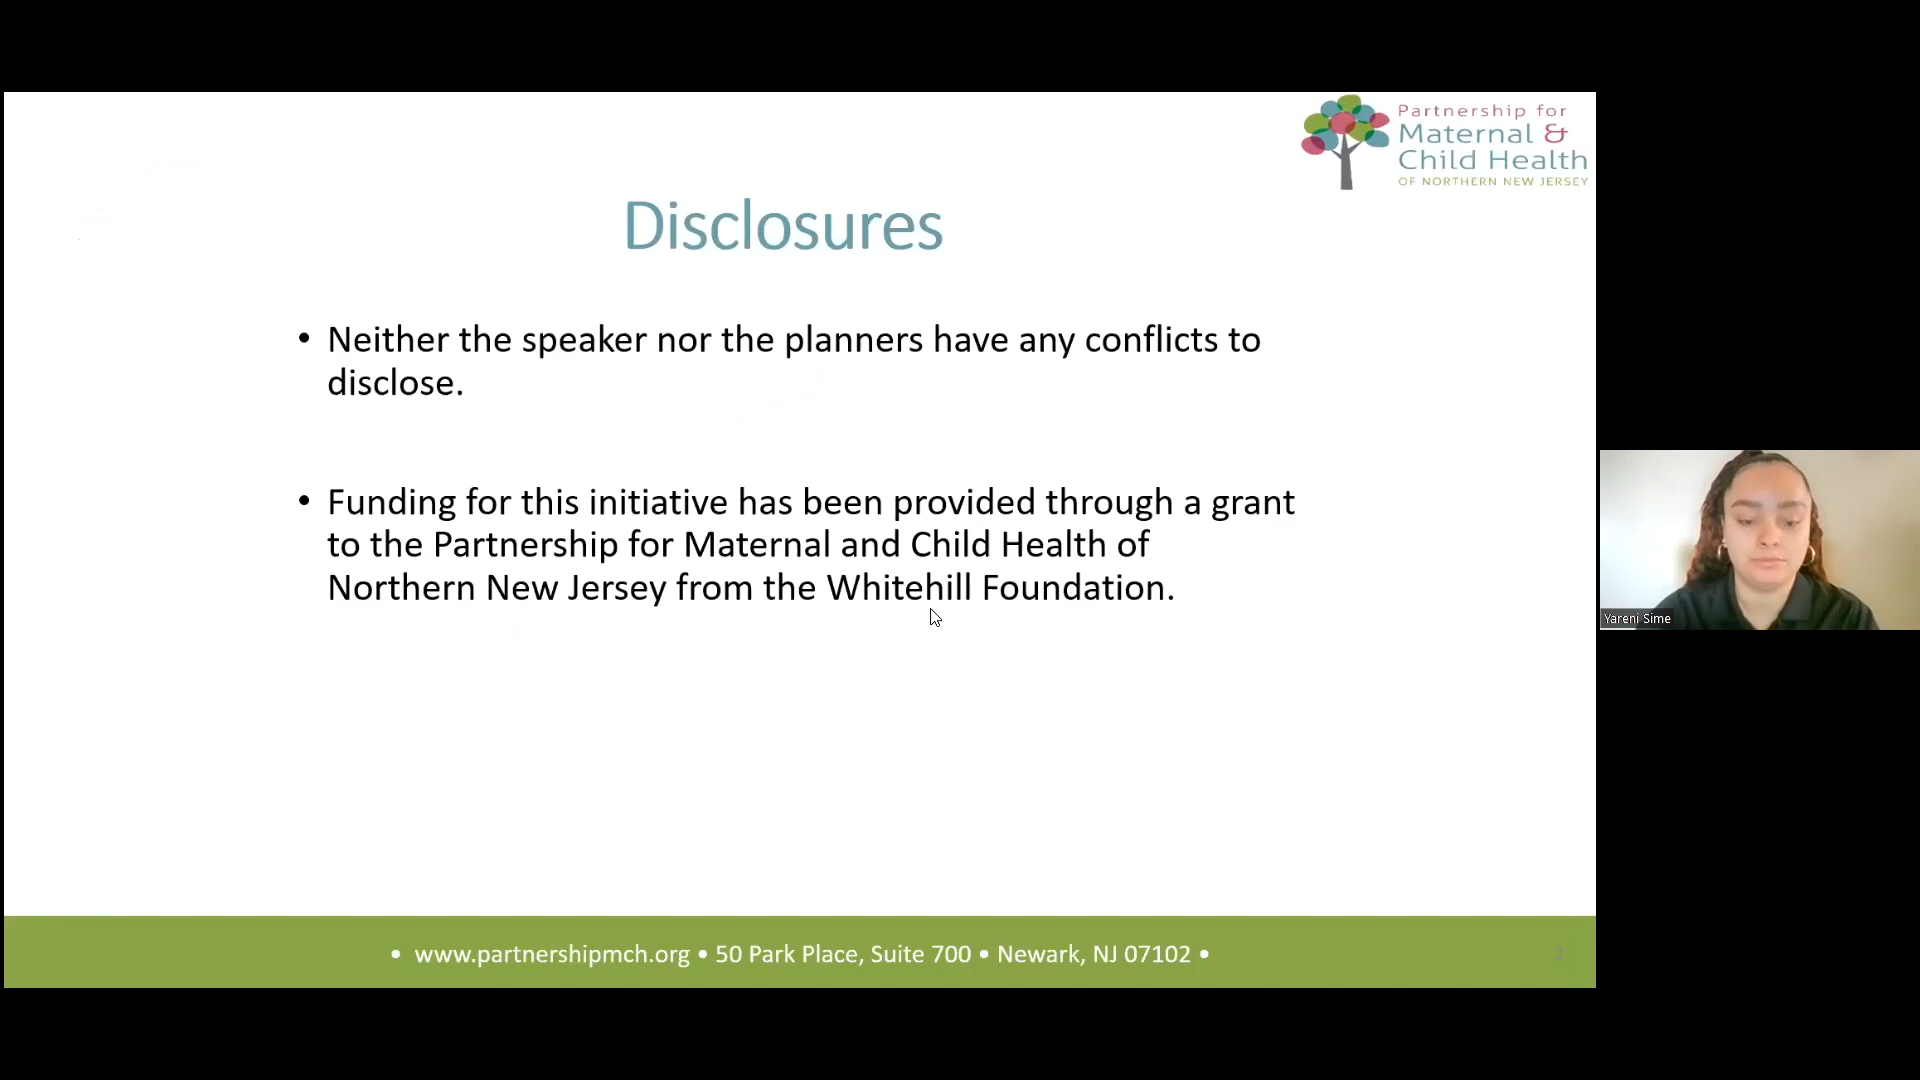 Partnership for
Maternal &
Child Health
OF NORTHERN NEW JERSEY
Disclosures
• Neither the speaker nor the planners have any conflicts to
disclose.
• Funding for this initiative has been provided through a grant
to the Partnership for Maternal and Child Health of
Northern New Jersey from the Whitehill Foundation.
Yareni Sime
• www.partnershipmch.org • 50 Park Place, Suite 700 • Newark, NJ 07102 •
2